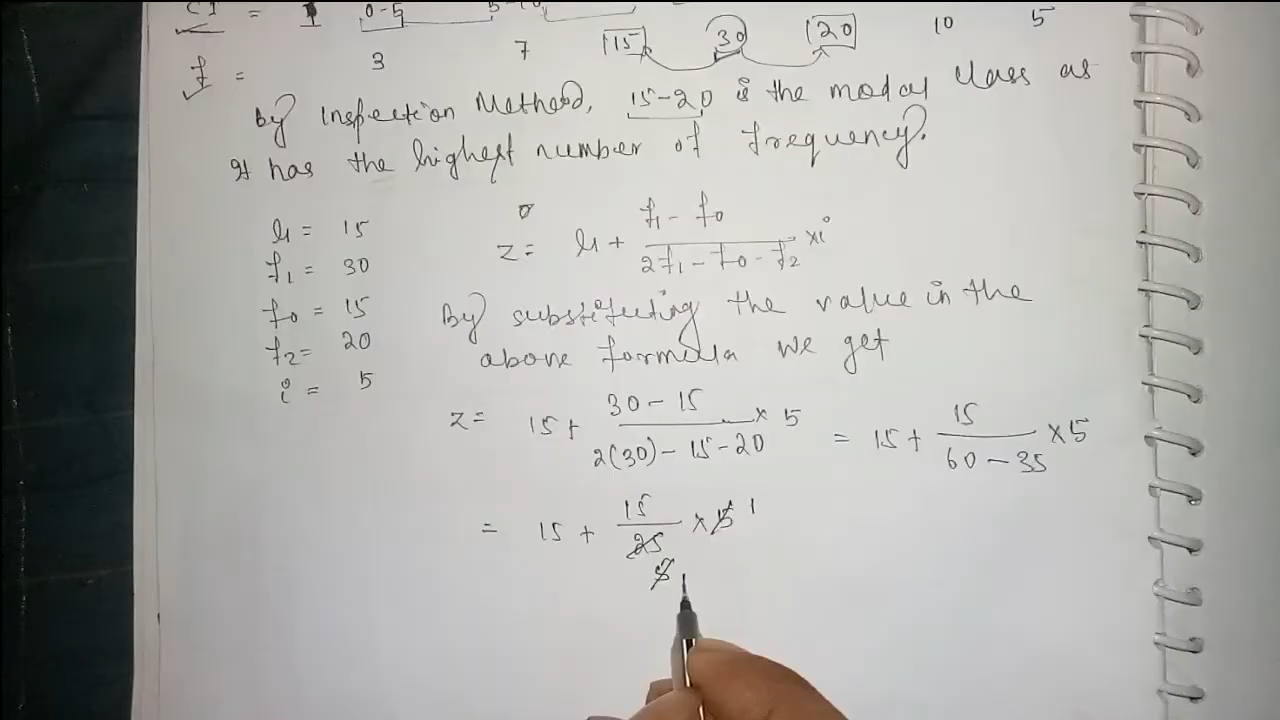 CI = 0-5 5-10
f = 3 7 15 30 20 10 5
By Inspection Method, 15-20 is the modal class as
It has the highest number of frequency.
l1 = 15
f1 = 30
f0 = 15
f2 = 20
i = 5
Z = l1 + f1 - f0 / 2f1 - f0 - f2 × i
By substituting the value in the
above formula we get
Z = 15 + 30 - 15 / 2(30) - 15 - 20 × 5 = 15 + 15 / 60 - 35 × 5
= 15 + 15 / 25 × 5 1
5